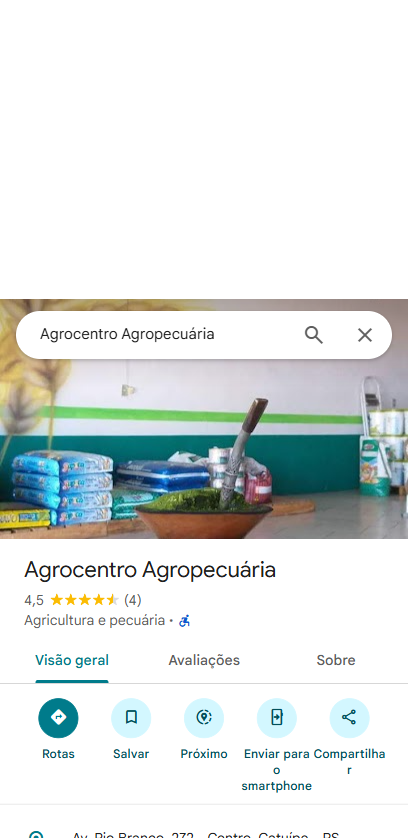 Agrocentro Agropecuária
Agrocentro Agropecuária
4,5 (4)
Agricultura e pecuária ·
Visão geral Avaliações Sobre
Rotas Salvar Próximo Enviar para o smartphone Compartilhar
Av. Rio Branco, 272 - Centro, Catuípe - RS,